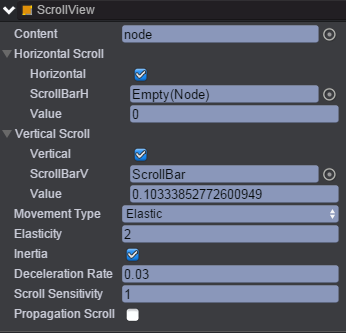 ScrollView
Content node
Horizontal Scroll
Horizontal
ScrollBarH Empty(Node)
Value 0
Vertical Scroll
Vertical
ScrollBarV ScrollBar
Value 0.10333852772600949
Movement Type Elastic
Elasticity 2
Inertia
Deceleration Rate 0.03
Scroll Sensitivity 1
Propagation Scroll